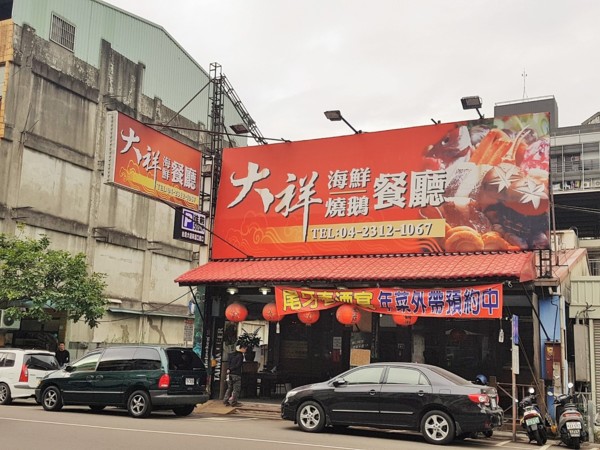 大祥
海鮮
燒鵝
餐廳
TEL:04-2312-1067
大祥
海鮮
燒鵝
餐廳
P
尾牙春酒宴 年菜外帶預約中